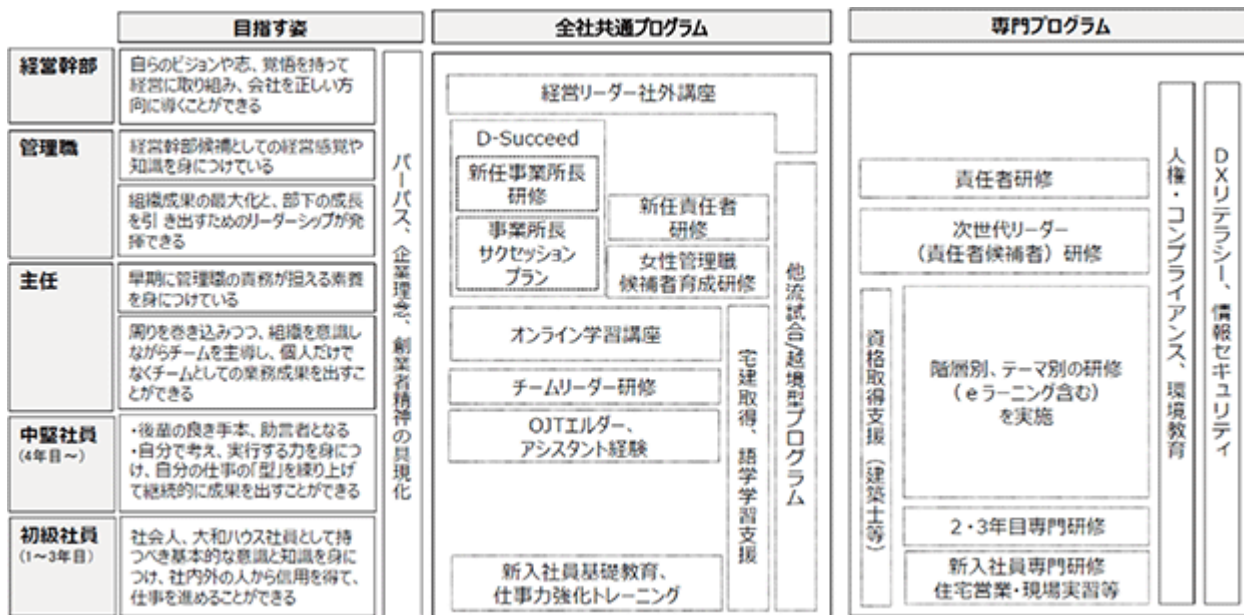 目指す姿
全社共通プログラム
専門プログラム
経営幹部
自らのビジョンや志、覚悟を持って
経営に取り組み、会社を正しい方
向に導くことができる
管理職
経営幹部候補としての経営感覚や
知識を身につけている
組織成果の最大化と、部下の成長
を引き出すためのリーダーシップが発
揮できる
主任
早期に管理職の責務が担える素養
を身につけている
周りを巻き込みつつ、組織を意識し
ながらチームを主導し、個人だけで
なくチームとしての業務成果を出すこ
とができる
中堅社員
(4年目~)
・後輩の良き手本、助言者となる
・自分で考え、実行する力を身につ
け、自分の仕事の「型」を練り上げ
て継続的に成果を出すことができる
初級社員
(1~3年目)
社会人、大和ハウス社員として持
つべき基本的な意識と知識を身に
つけ、社内外の人から信用を得て、
仕事を進めることができる
パーパス、企業理念、創業者精神の具現化
経営リーダー社外講座
D-Succeed
新任事業所長
研修
事業所長
サクセッション
プラン
新任責任者
研修
女性管理職
候補者育成研修
オンライン学習講座
チームリーダー研修
OJTエルダー、
アシスタント経験
新入社員基礎教育、
仕事力強化トレーニング
宅建取得、語学学習支援
他流試合/越境型プログラム
責任者研修
次世代リーダー
(責任者候補者)研修
資格取得支援(建築士等)
階層別、テーマ別の研修
(eラーニング含む)
を実施
2・3年目専門研修
新入社員専門研修
住宅営業・現場実習等
人権・コンプライアンス、環境教育
DXリテラシー、情報セキュリティ